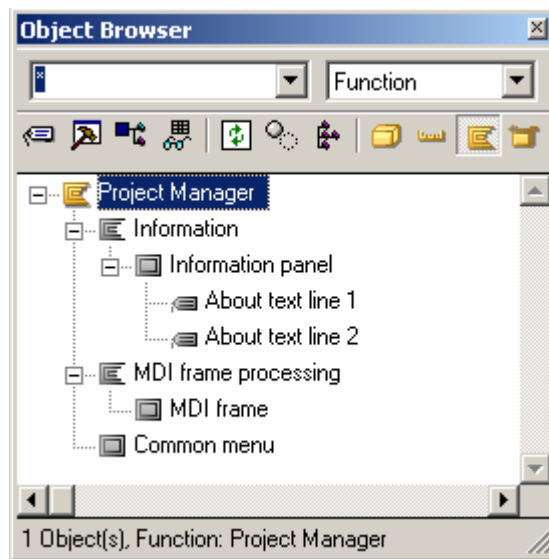 Object Browser
* Function
Project Manager
Information
Information panel
About text line 1
About text line 2
MDI frame processing
MDI frame
Common menu
1 Object(s), Function: Project Manager